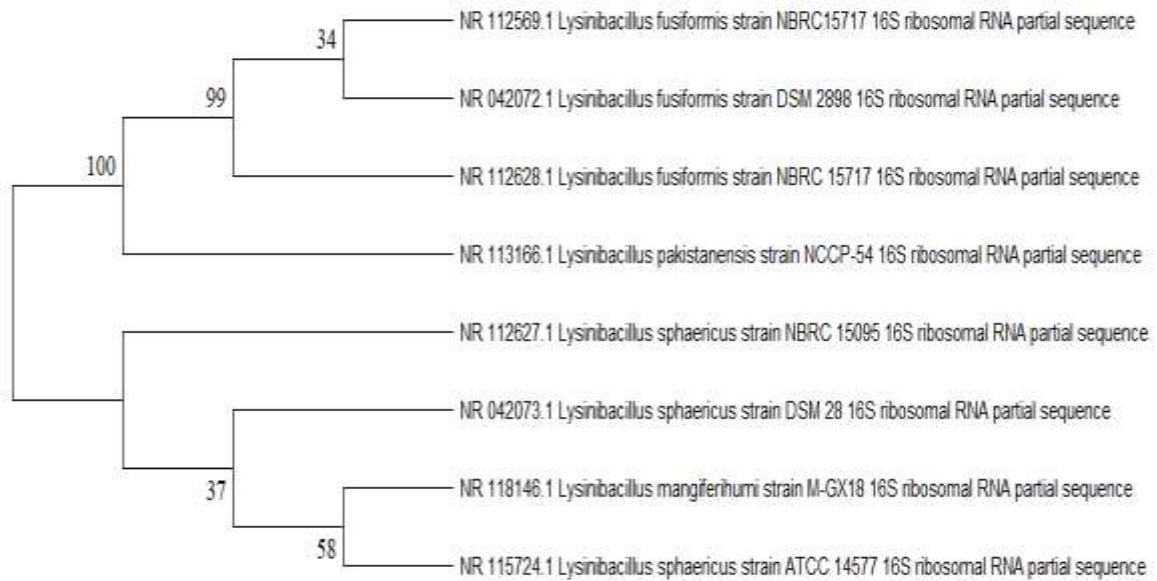 NR 112569.1 Lysinibacillus fusiformis strain NBRC15717 16S ribosomal RNA partial sequence
34
NR 042072.1 Lysinibacillus fusiformis strain DSM 2898 16S ribosomal RNA partial sequence
99
NR 112628.1 Lysinibacillus fusiformis strain NBRC 15717 16S ribosomal RNA partial sequence
100
NR 113166.1 Lysinibacillus pakistanensis strain NCCP-54 16S ribosomal RNA partial sequence
NR 112627.1 Lysinibacillus sphaericus strain NBRC 15095 16S ribosomal RNA partial sequence
NR 042073.1 Lysinibacillus sphaericus strain DSM 28 16S ribosomal RNA partial sequence
37
NR 118146.1 Lysinibacillus mangiferihumi strain M-GX18 16S ribosomal RNA partial sequence
58
NR 115724.1 Lysinibacillus sphaericus strain ATCC 14577 16S ribosomal RNA partial sequence